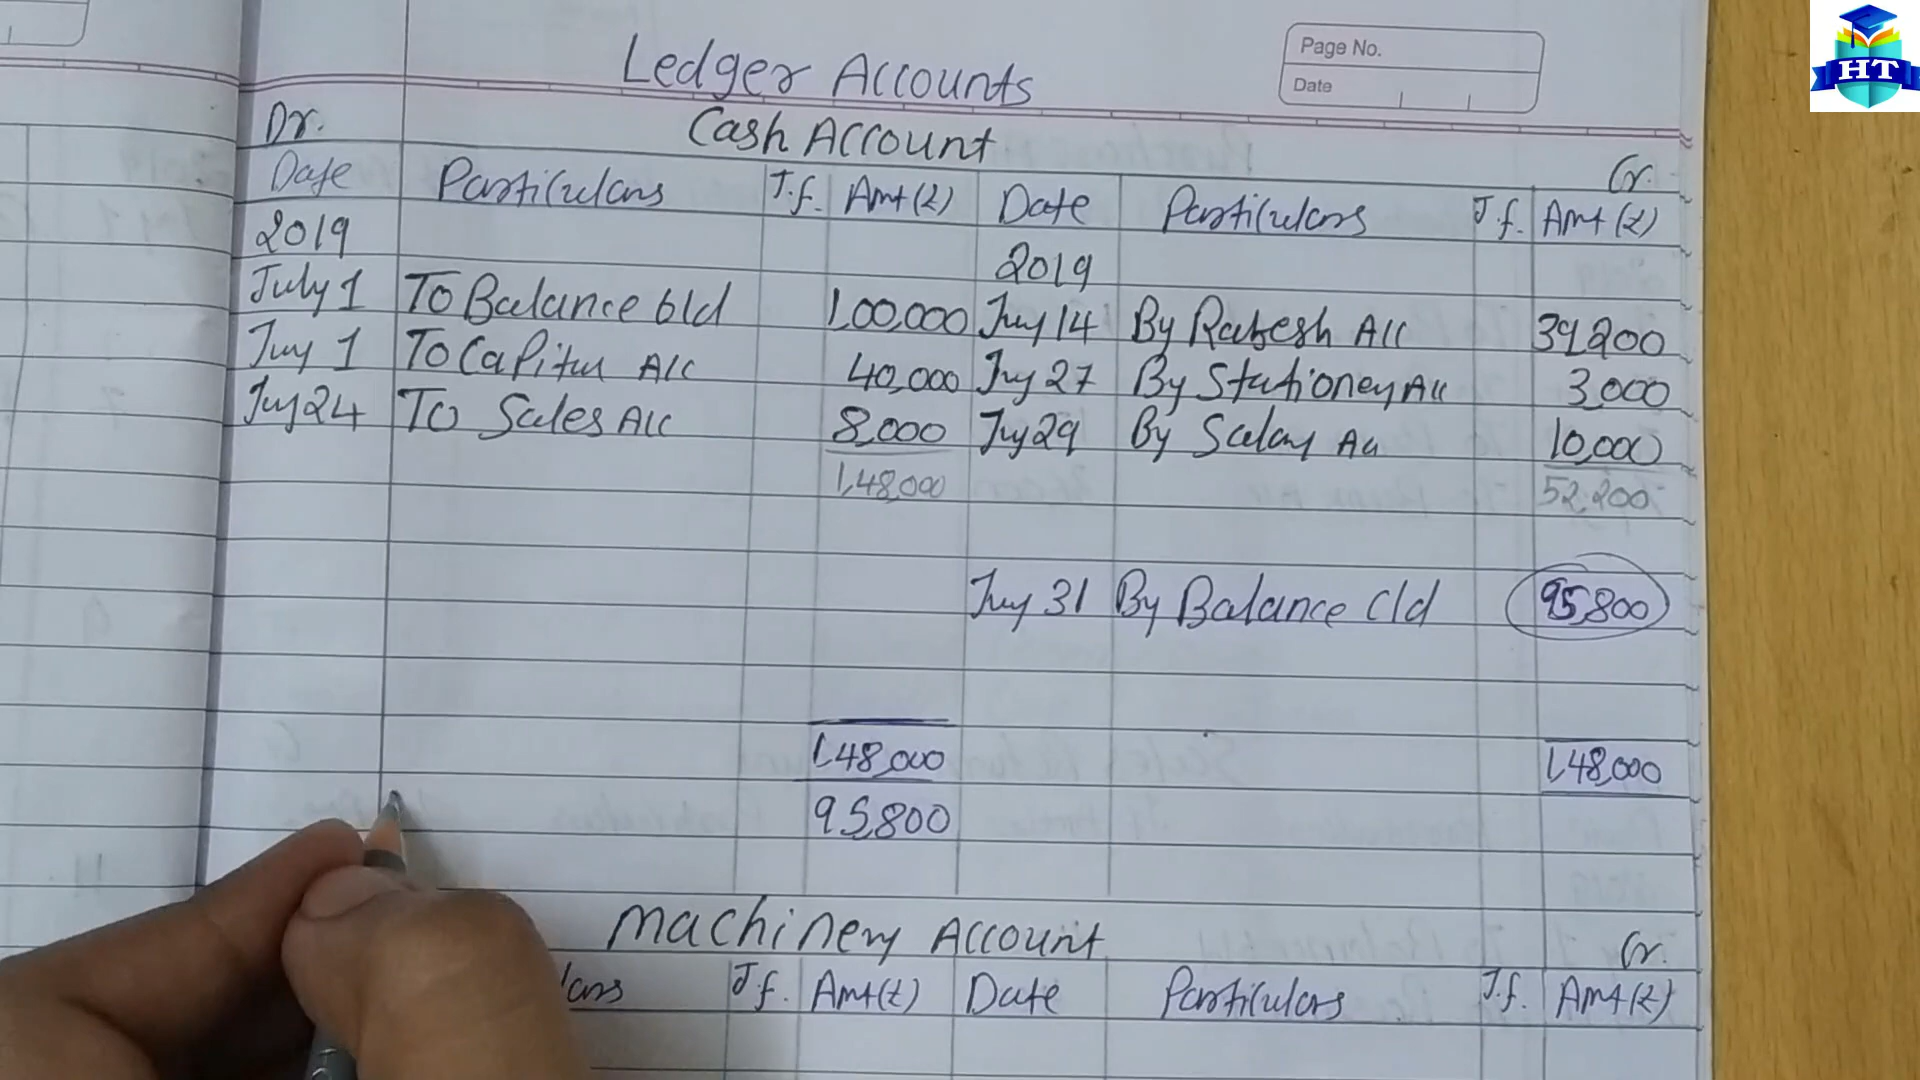 Ledger Accounts
Page No.
Date
HT
Dr. Cash Account Cr.
Date Particulars J.f. Amt(₹) Date Particulars J.f. Amt(₹)
2019 2019
July 1 To Balance b/d 1,00,000 July 14 By Rakesh A/c 39200
July 1 To Capital A/c 40,000 July 27 By Stationey A/c 3,000
July 24 To Sales A/c 8,000 July 29 By Salary A/c 10,000
1,48,000 52,200
July 31 By Balance c/d 95,800
1,48,000 1,48,000
95,800
Machinery Account Cr.
lars J.f. Amt(₹) Date Particulars J.f. Amt(₹)